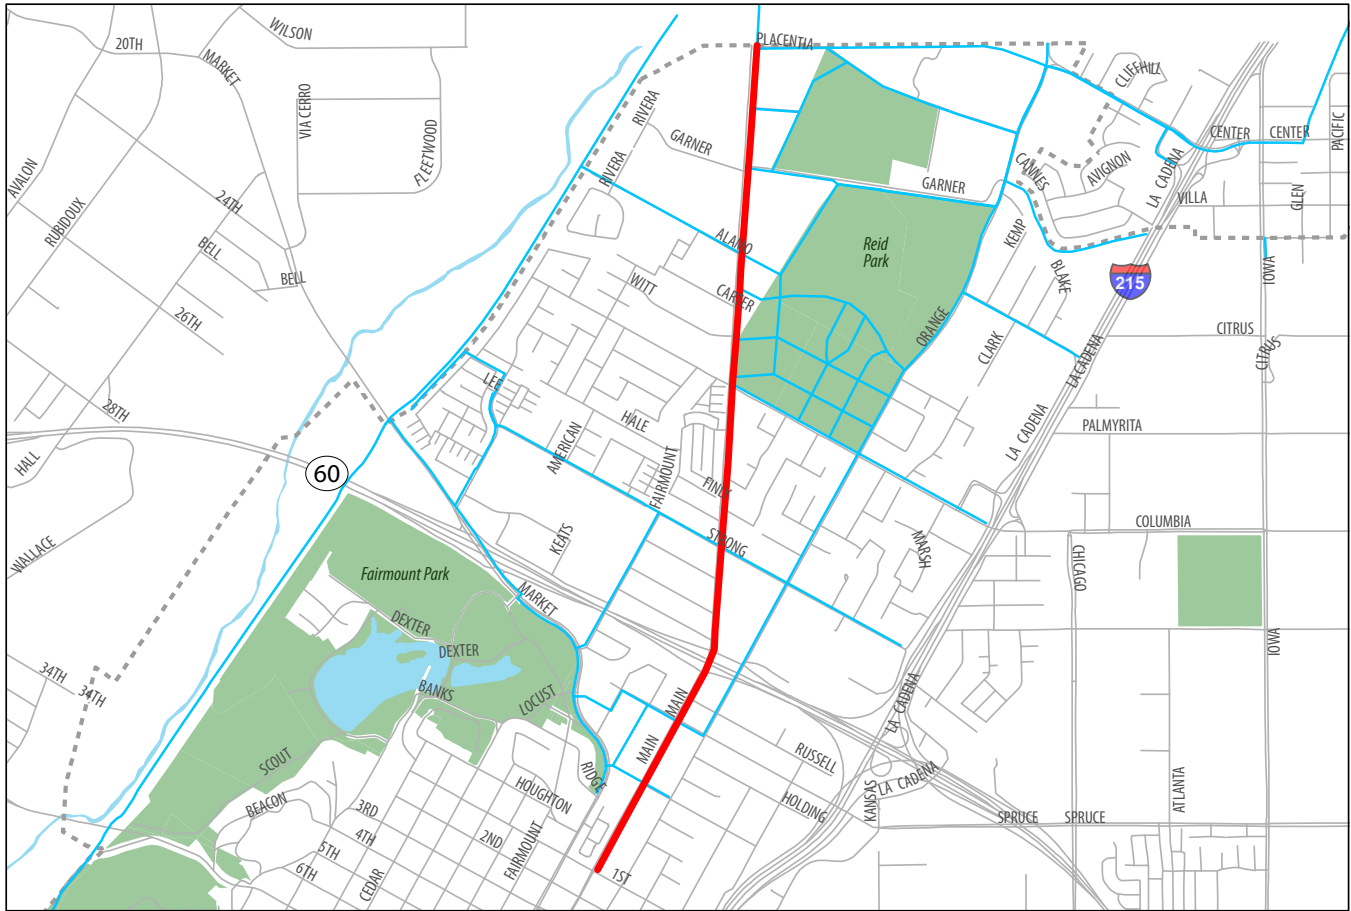 WILSON
20TH
MARKET
PLACENTIA
CLIFFHILL
VIA CERRO
FLEETWOOD
RIVERA
GARNER
CENTER
CENTER
PACIFIC
AVALON
RIVERA
CANNES
AVIGNON
LA CADENA
GARNER
VILLA
GLEN
RUBIDOUX
24TH
BELL
BELL
ALAMO
Reid
Park
KEMP
BLAKE
IOWA
215
WITT
CARTER
26TH
ORANGE
CLARK
LA CADENA
CITRUS
CITRUS
LEE
28TH
HALE
AMERICAN
FAIRMOUNT
LA CADENA
PALMYRITA
HALL
60
KEATS
STRONG
MARSH
COLUMBIA
CHICAGO
WALLACE
Fairmount Park
MARKET
DEXTER
DEXTER
IOWA
34TH
34TH
BANKS
LOCUST
MAIN
MAIN
LA CADENA
SCOUT
RUSSELL
RIDGE
LA CADENA
KANSAS
ATLANTA
BEACON
HOUGHTON
HOLDING
3RD
4TH
5TH
6TH
2ND
CEDAR
FAIRMOUNT
1ST
SPRUCE
SPRUCE